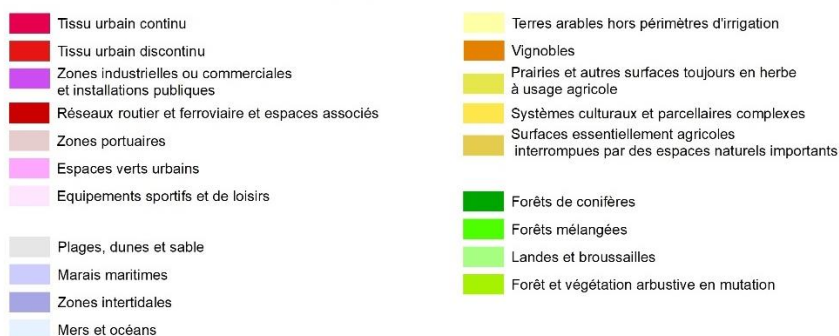 Tissu urbain continu
Tissu urbain discontinu
Zones industrielles ou commerciales
et installations publiques
Réseaux routier et ferroviaire et espaces associés
Zones portuaires
Espaces verts urbains
Equipements sportifs et de loisirs
Plages, dunes et sable
Marais maritimes
Zones intertidales
Mers et océans
Terres arables hors périmètres d'irrigation
Vignobles
Prairies et autres surfaces toujours en herbe
à usage agricole
Systèmes culturaux et parcellaires complexes
Surfaces essentiellement agricoles
interrompues par des espaces naturels importants
Forêts de conifères
Forêts mélangées
Landes et broussailles
Forêt et végétation arbustive en mutation